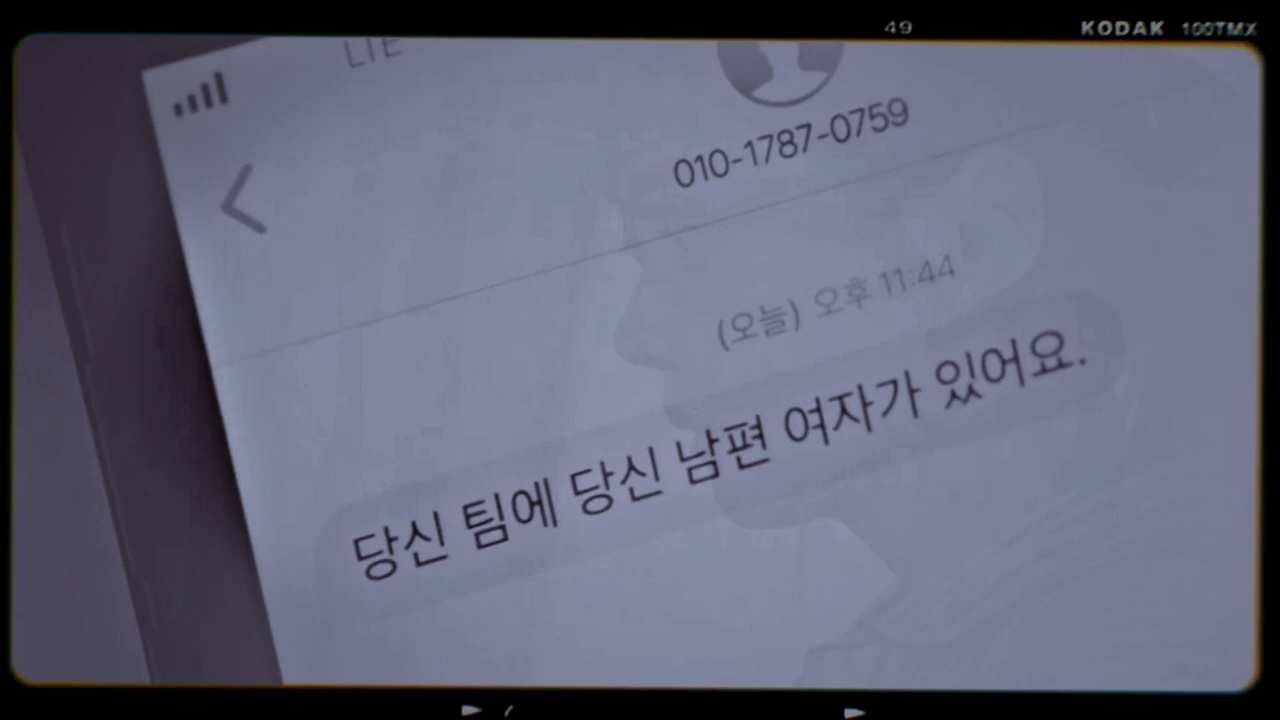 49 KODAK 100TMX
LTE
010-1787-0759
(오늘) 오후 11:44
당신 팀에 당신 남편 여자가 있어요.